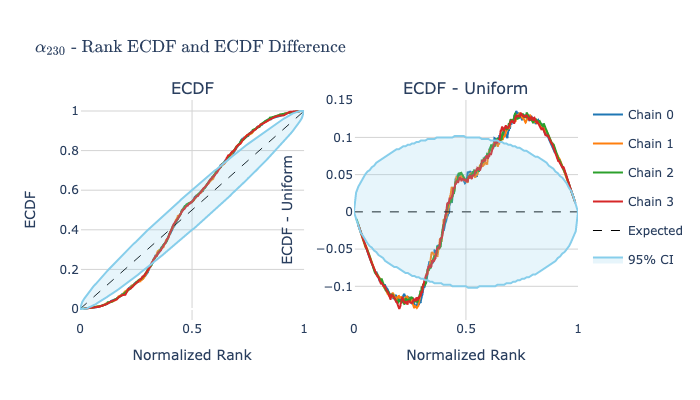 α₂₃₀ - Rank ECDF and ECDF Difference
ECDF
ECDF
1
0.8
0.6
0.4
0.2
0
0
0.5
1
Normalized Rank
ECDF - Uniform
ECDF - Uniform
0.15
0.1
0.05
0
−0.05
−0.1
0
0.5
1
Normalized Rank
Chain 0
Chain 1
Chain 2
Chain 3
Expected
95% CI